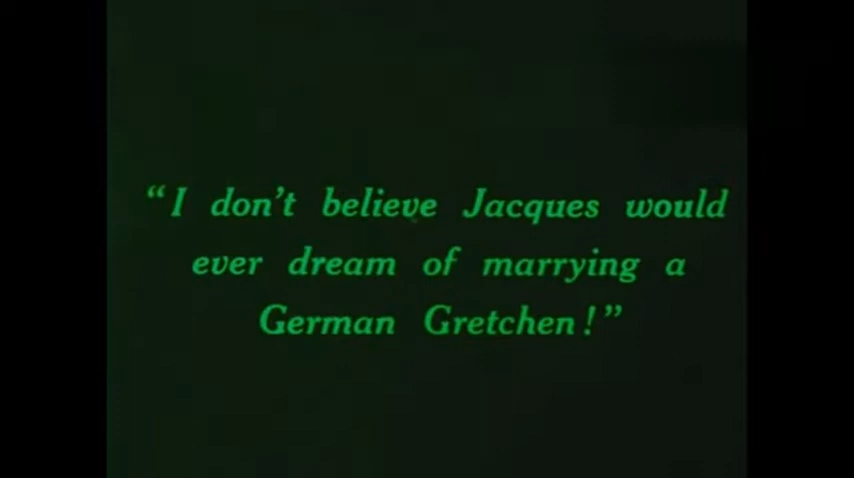 “I don’t believe Jacques would
ever dream of marrying a
German Gretchen!”